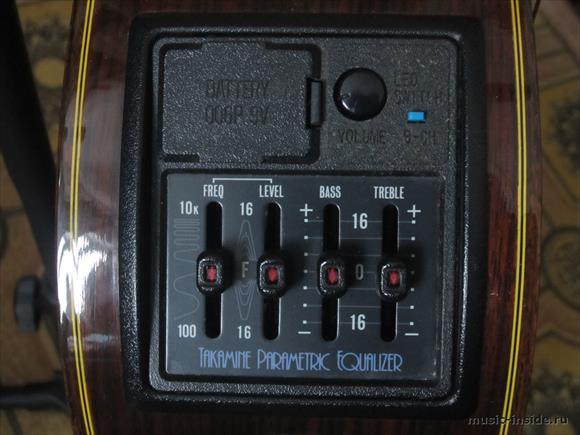 BATTERY
006P 9V
LED
SWITCH
VOLUME B-CH
FREQ LEVEL BASS TREBLE
10K 16 + 16 +
F 0
100 16 – 16 –
TAKAMINE PARAMETRIC EQUALIZER
music-inside.ru